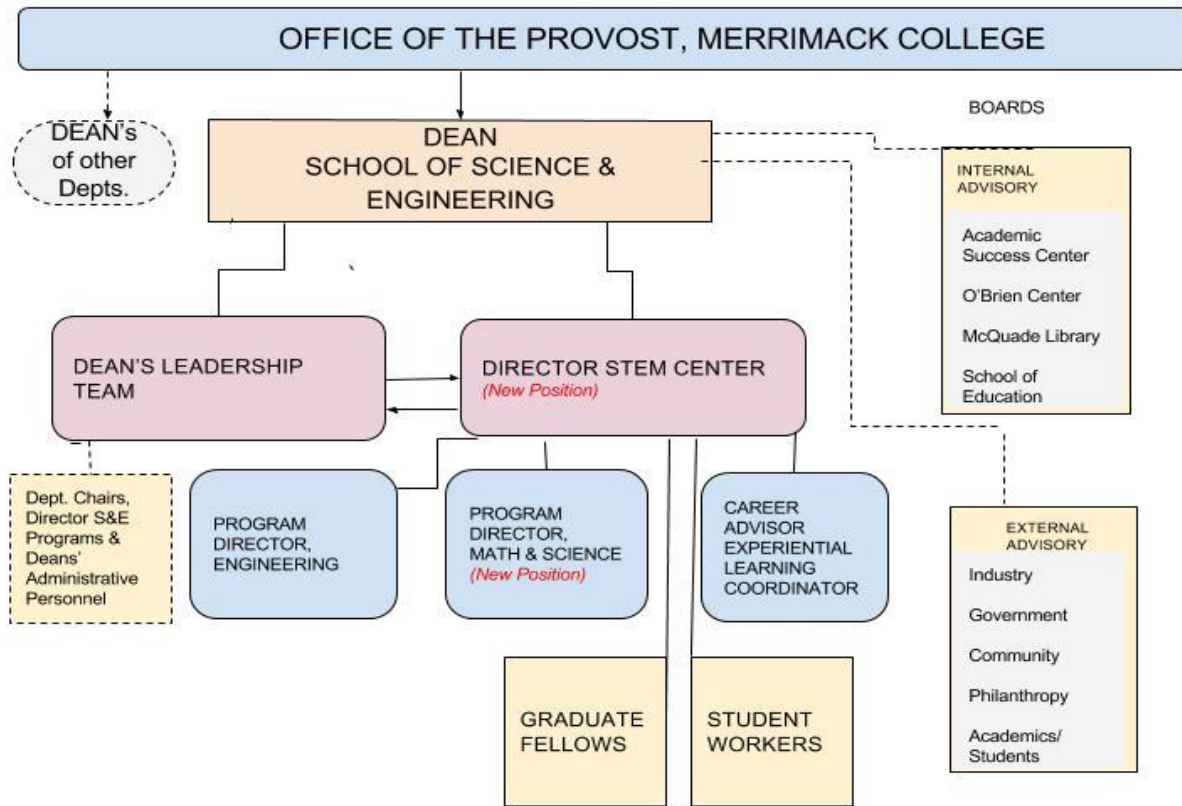 OFFICE OF THE PROVOST, MERRIMACK COLLEGE
DEAN's
of other
Depts.
DEAN
SCHOOL OF SCIENCE &
ENGINEERING
BOARDS
INTERNAL
ADVISORY
Academic
Success Center
O'Brien Center
McQuade Library
School of
Education
DEAN'S LEADERSHIP
TEAM
DIRECTOR STEM CENTER
(New Position)
Dept. Chairs,
Director S&E
Programs &
Deans'
Administrative
Personnel
PROGRAM
DIRECTOR,
ENGINEERING
PROGRAM
DIRECTOR,
MATH & SCIENCE
(New Position)
CAREER
ADVISOR
EXPERIENTIAL
LEARNING
COORDINATOR
EXTERNAL
ADVISORY
Industry
Government
Community
Philanthropy
Academics/
Students
GRADUATE
FELLOWS
STUDENT
WORKERS